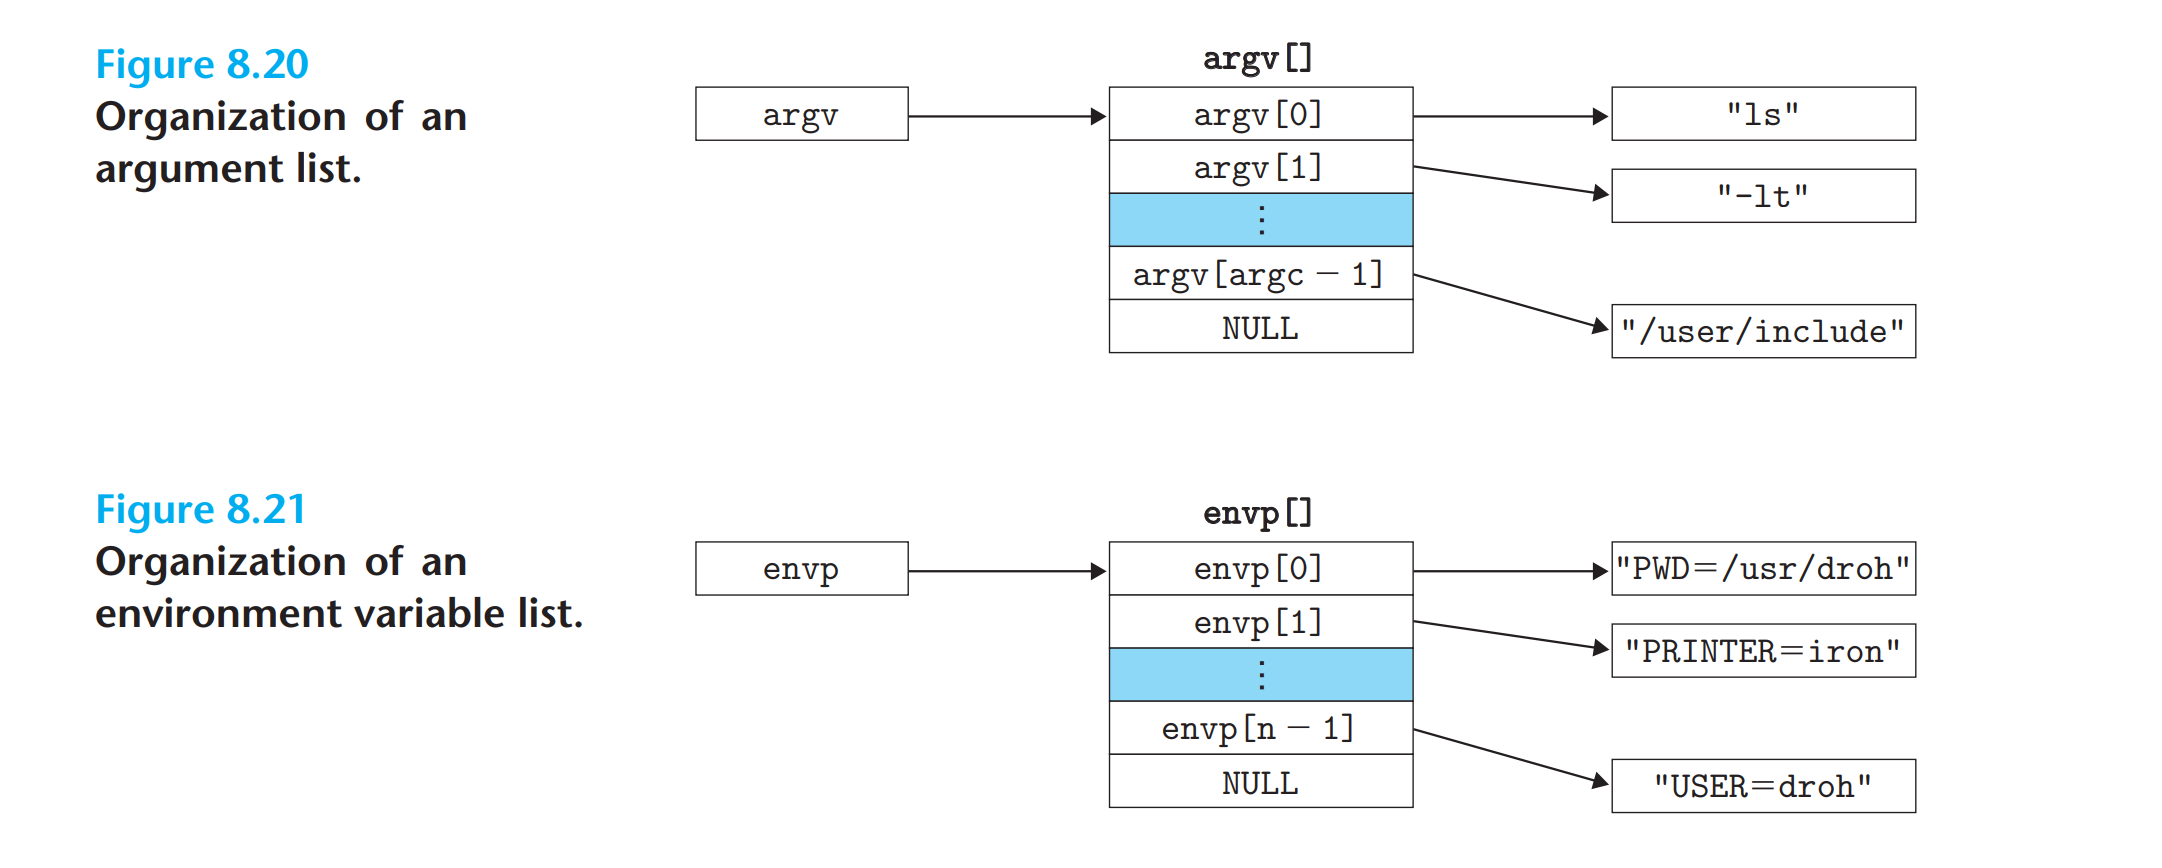 Figure 8.20
Organization of an
argument list.
argv[]
argv
argv[0]
"ls"
argv[1]
"-lt"
⋮
argv[argc − 1]
NULL
"/user/include"
Figure 8.21
Organization of an
environment variable list.
envp[]
envp
envp[0]
"PWD=/usr/droh"
envp[1]
"PRINTER=iron"
⋮
envp[n − 1]
NULL
"USER=droh"